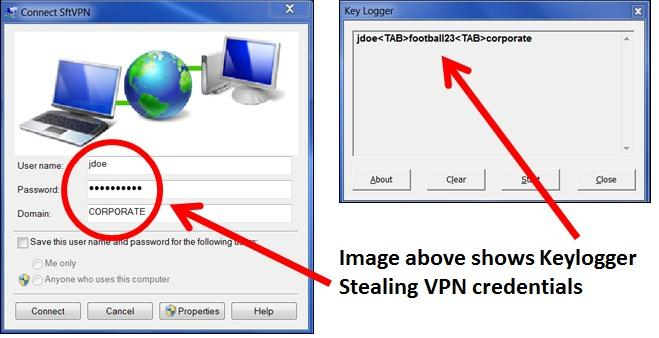 Connect SftVPN
User name:
jdoe
Password:
••••••••••
Domain:
CORPORATE
Save this user name and password for the following users:
Me only
Anyone who uses this computer
Connect
Cancel
Properties
Help
Key Logger
jdoe<TAB>football23<TAB>corporate
About
Clear
Start
Close
Image above shows Keylogger
Stealing VPN credentials